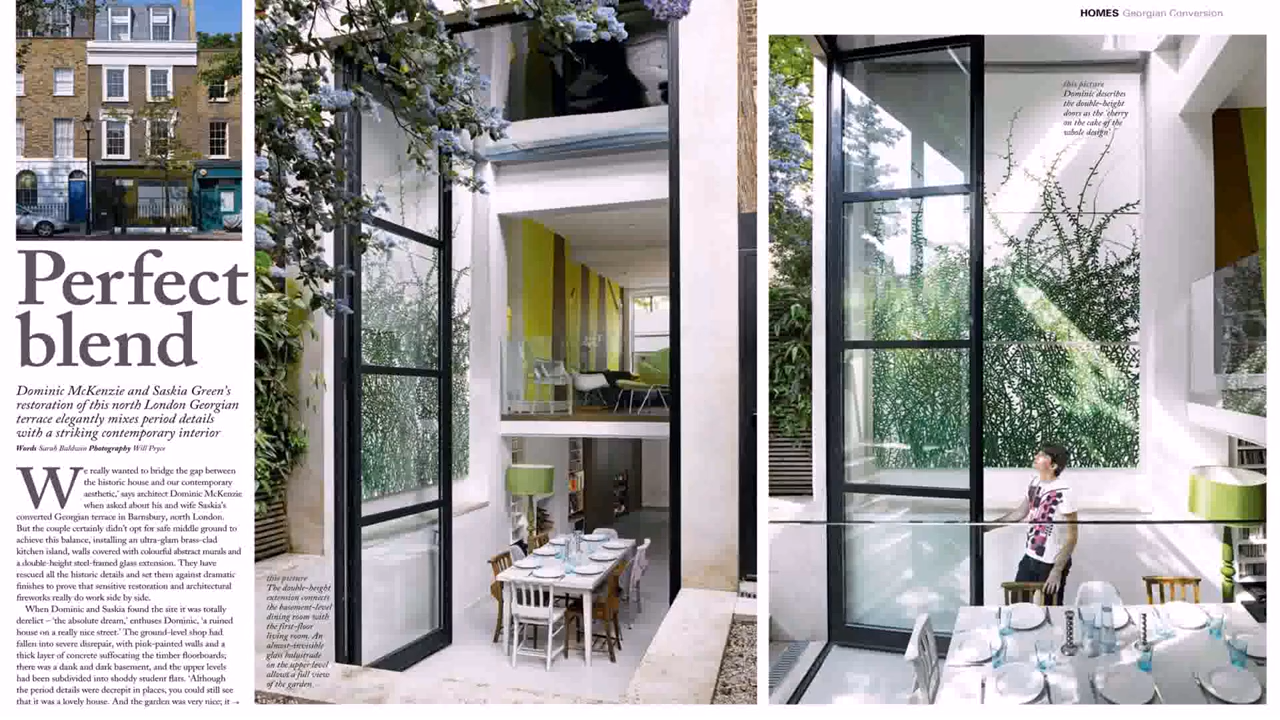 HOMES Georgian Conversion
Perfect
blend
Dominic McKenzie and Saskia Green's
restoration of this north London Georgian
terrace elegantly mixes period details
with a striking contemporary interior
Words Sarah Baldwin Photography Will Pryce
We really wanted to bridge the gap between
the historic house and our contemporary
aesthetic,' says architect Dominic McKenzie
when asked about his and wife Saskia's
converted Georgian terrace in Barnsbury, north London.
But the couple certainly didn't opt for safe middle ground to
achieve this balance, installing an ultra-glam brass-clad
kitchen island, walls covered with colourful abstract murals and
a double-height steel-framed glass extension. They have
rescued all the historic details and set them against dramatic
finishes to prove that sensitive restoration and architectural
fireworks really do work side by side.
When Dominic and Saskia found the site it was totally
derelict – 'the absolute dream,' enthuses Dominic, 'a ruined
house on a really nice street.' The ground-level shop had
fallen into severe disrepair, with pink-painted walls and a
thick layer of concrete suffocating the timber floorboards;
there was a dank and dark basement, and the upper levels
had been subdivided into shoddy student flats. 'Although
the period details were decrepit in places, you could still see
that it was a lovely house. And the garden was very nice; it →
this picture
The double-height
extension connects
the basement-level
dining room with
the first-floor
living room. An
almost-invisible
glass balustrade
on the upper level
allows a full view
of the garden
this picture
Dominic describes
the double-height
doors as the 'cherry
on the cake of the
whole design'